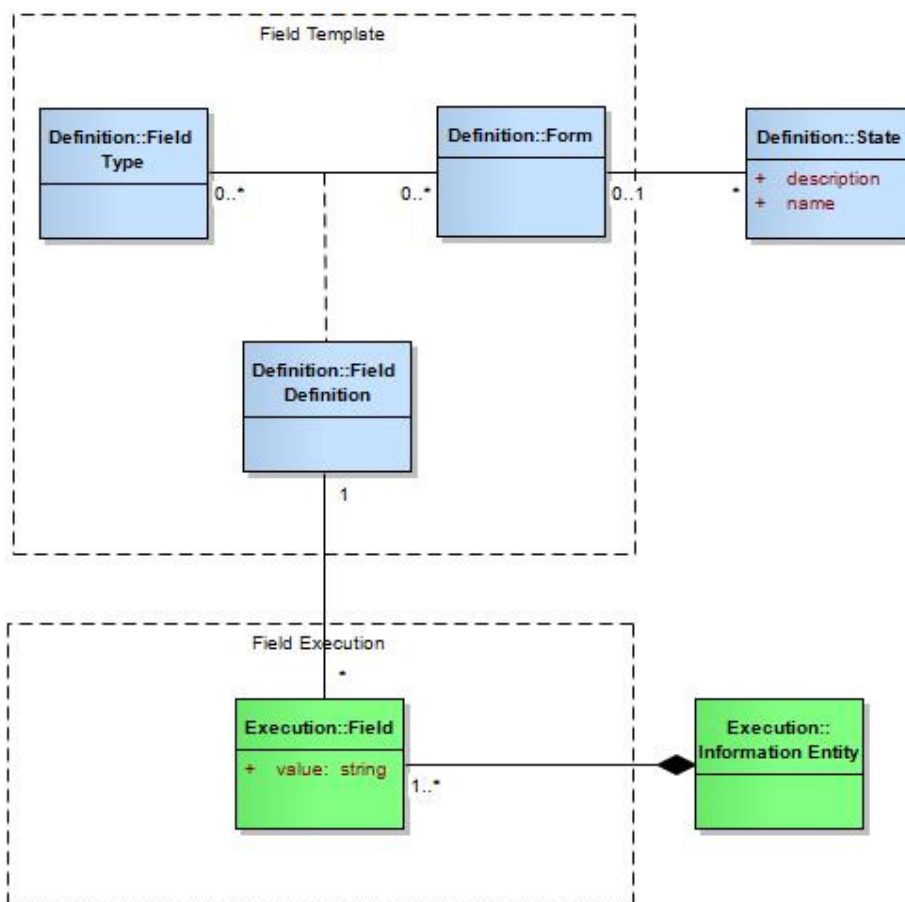 Field Template
Definition::Field
Type
Definition::Form
Definition::State
+ description
+ name
0..*
0..*
0..1
*
Definition::Field
Definition
1
Field Execution
*
Execution::Field
+ value: string
1..*
Execution::
Information Entity